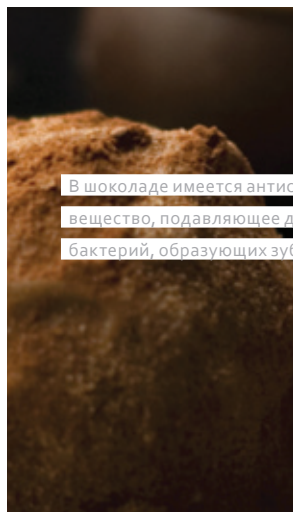 В шоколаде имеется антис
вещество, подавляющее д
бактерий, образующих зуб